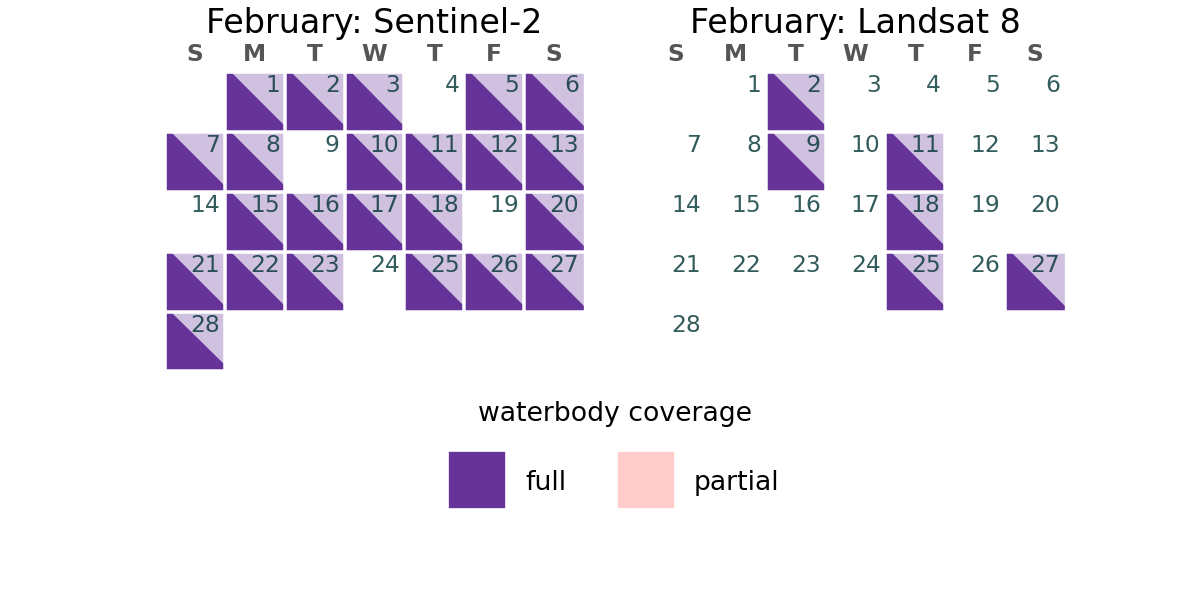 February: Sentinel-2
S M T W T F S
1 2 3 4 5 6
7 8 9 10 11 12 13
14 15 16 17 18 19 20
21 22 23 24 25 26 27
28
February: Landsat 8
S M T W T F S
1 2 3 4 5 6
7 8 9 10 11 12 13
14 15 16 17 18 19 20
21 22 23 24 25 26 27
28
waterbody coverage
full
partial